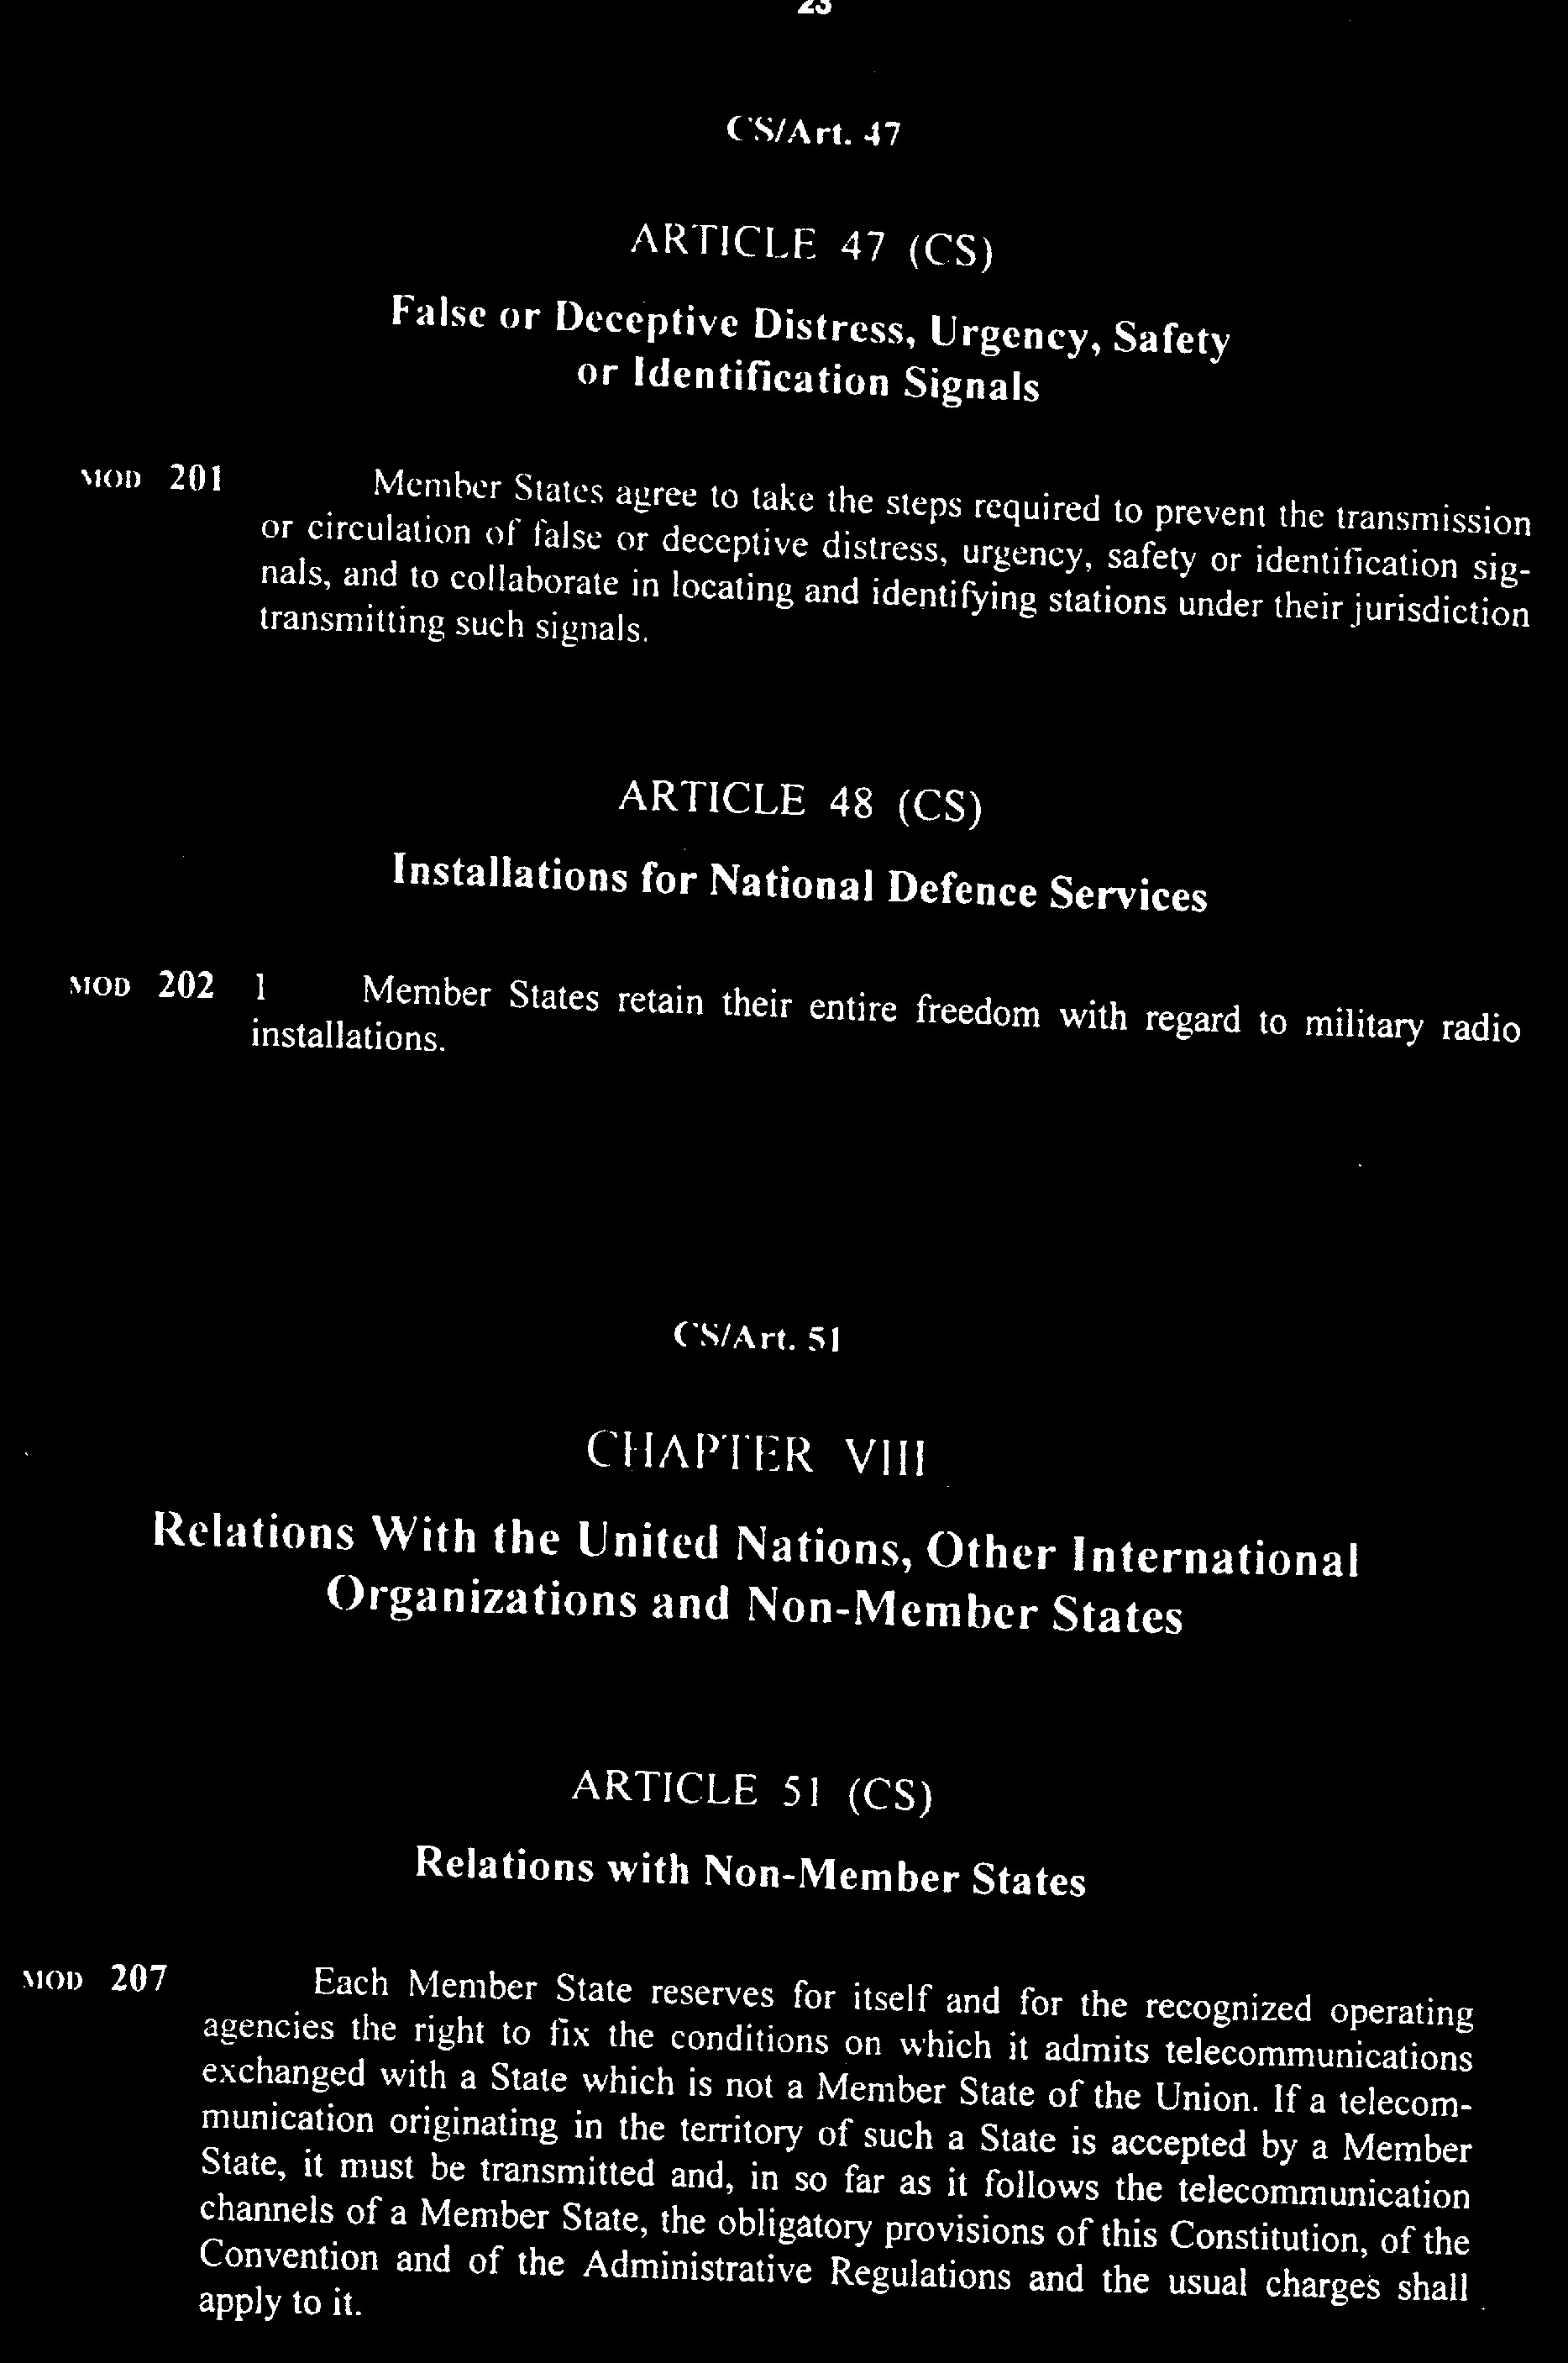 23
CS/Art. 47
ARTICLE 47 (CS)
False or Deceptive Distress, Urgency, Safety
or Identification Signals
MOD 201 Member States agree to take the steps required to prevent the transmission
or circulation of false or deceptive distress, urgency, safety or identification sig-
nals, and to collaborate in locating and identifying stations under their jurisdiction
transmitting such signals.
ARTICLE 48 (CS)
Installations for National Defence Services
MOD 202 1 Member States retain their entire freedom with regard to military radio
installations.
CS/Art. 51
CHAPTER VIII
Relations With the United Nations, Other International
Organizations and Non-Member States
ARTICLE 51 (CS)
Relations with Non-Member States
MOD 207 Each Member State reserves for itself and for the recognized operating
agencies the right to fix the conditions on which it admits telecommunications
exchanged with a State which is not a Member State of the Union. If a telecom-
munication originating in the territory of such a State is accepted by a Member
State, it must be transmitted and, in so far as it follows the telecommunication
channels of a Member State, the obligatory provisions of this Constitution, of the
Convention and of the Administrative Regulations and the usual charges shall
apply to it.